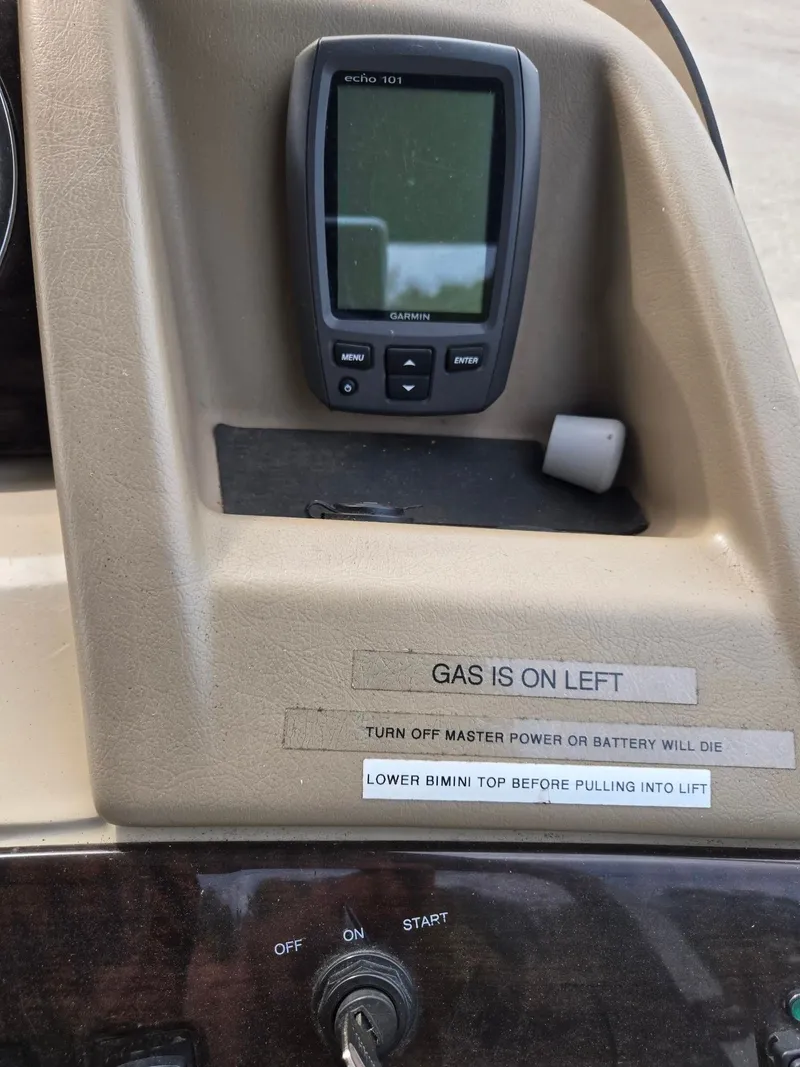 echo 101
GARMIN
MENU
ENTER
GAS IS ON LEFT
TURN OFF MASTER POWER OR BATTERY WILL DIE
LOWER BIMINI TOP BEFORE PULLING INTO LIFT
OFF ON START